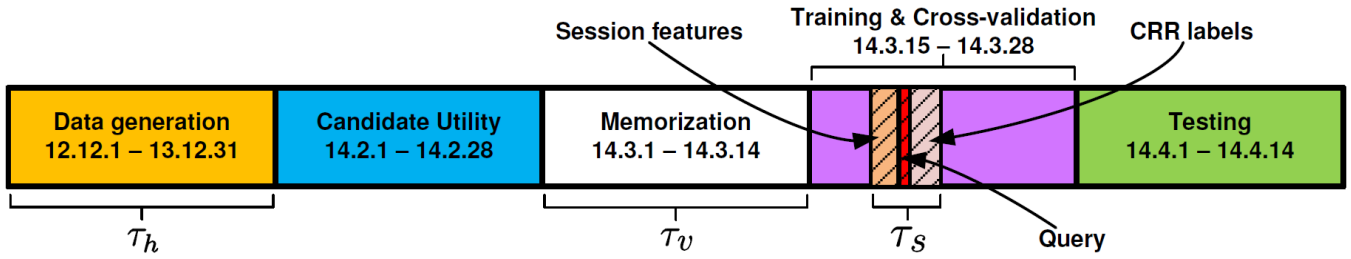 Training & Cross-validation
14.3.15 – 14.3.28
Session features
CRR labels
Data generation
12.12.1 – 13.12.31
Candidate Utility
14.2.1 – 14.2.28
Memorization
14.3.1 – 14.3.14
Testing
14.4.1 – 14.4.14
τh
τv
τs
Query